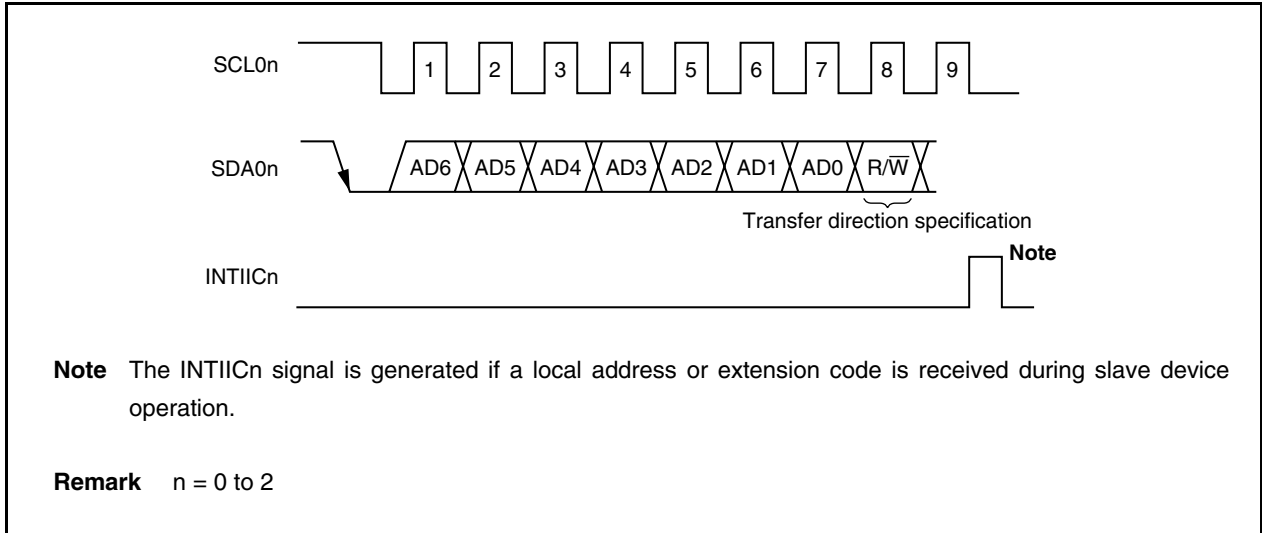 SCL0n
1 2 3 4 5 6 7 8 9
SDA0n
AD6 AD5 AD4 AD3 AD2 AD1 AD0 R/W̅
Transfer direction specification
Note
INTIICn
Note The INTIICn signal is generated if a local address or extension code is received during slave device
operation.
Remark n = 0 to 2